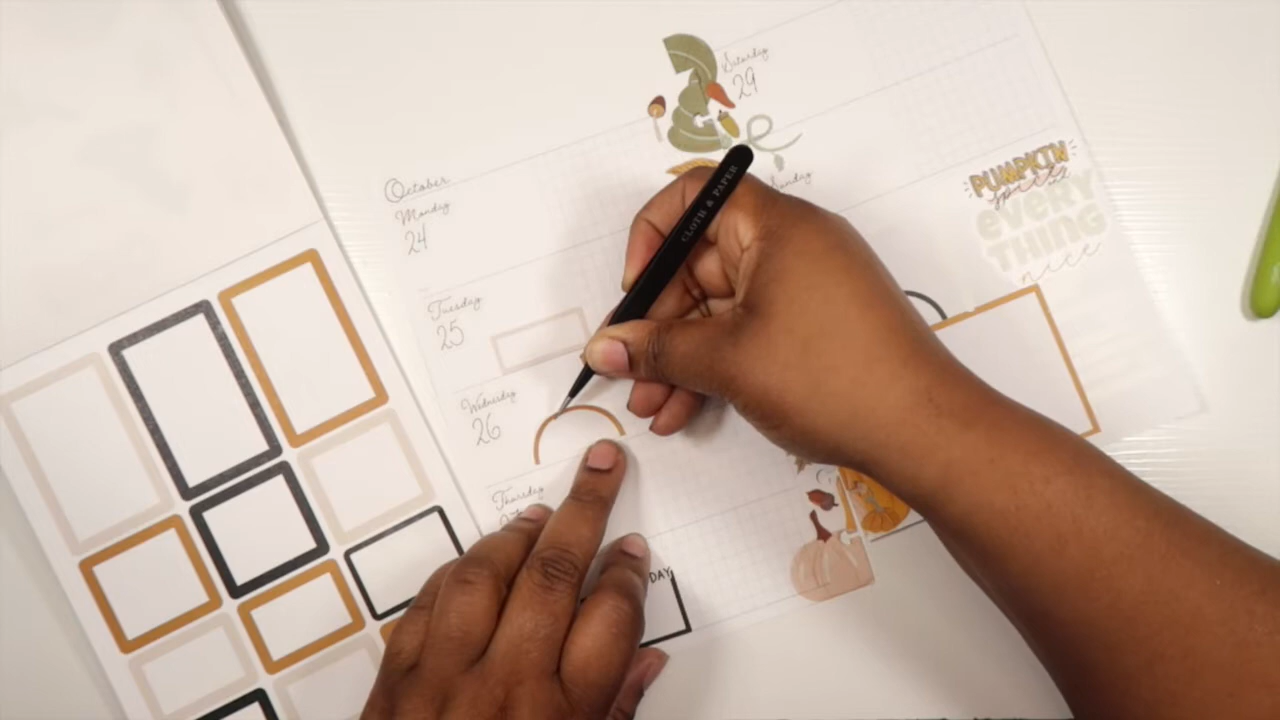 October
Monday
24
Tuesday
25
Wednesday
26
Thursday
DAY
Saturday
29
Sunday
CLOTH & PAPER
PUMPKIN
spice and
everY
THING
nice